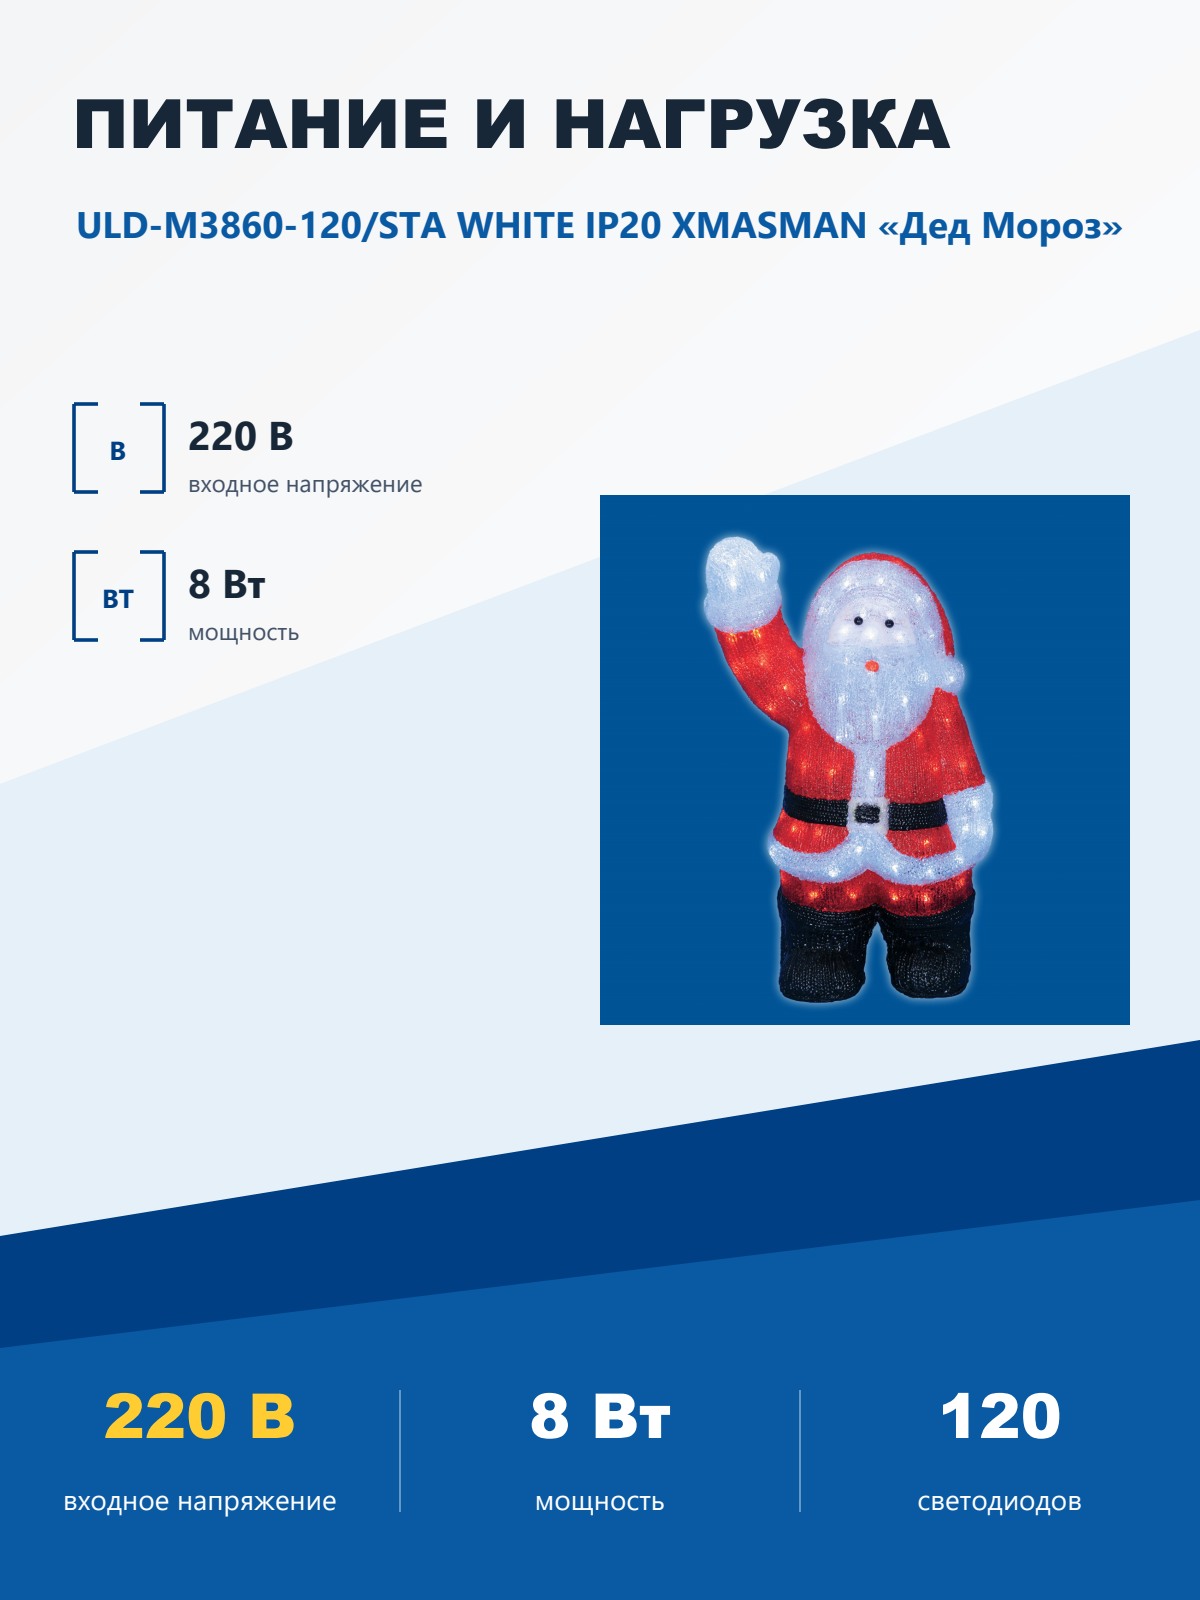 ПИТАНИЕ И НАГРУЗКА
ULD-M3860-120/STA WHITE IP20 XMASMAN «Дед Мороз»
В
220 В
входное напряжение
ВТ
8 Вт
мощность
220 В
8 Вт
120
входное напряжение
мощность
светодиодов